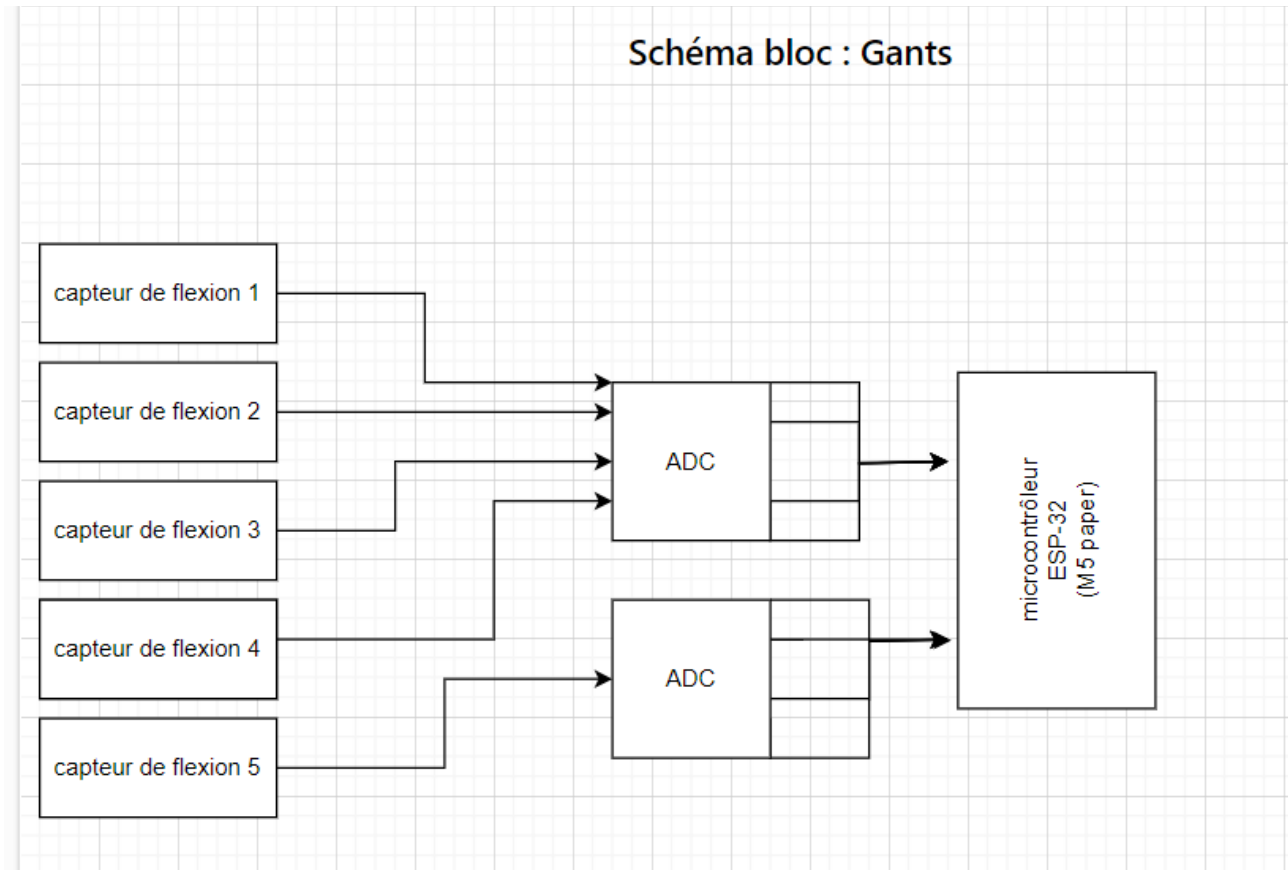 Schéma bloc : Gants
capteur de flexion 1
capteur de flexion 2
capteur de flexion 3
capteur de flexion 4
capteur de flexion 5
ADC
ADC
microcontrôleur
ESP-32
(M5 paper)